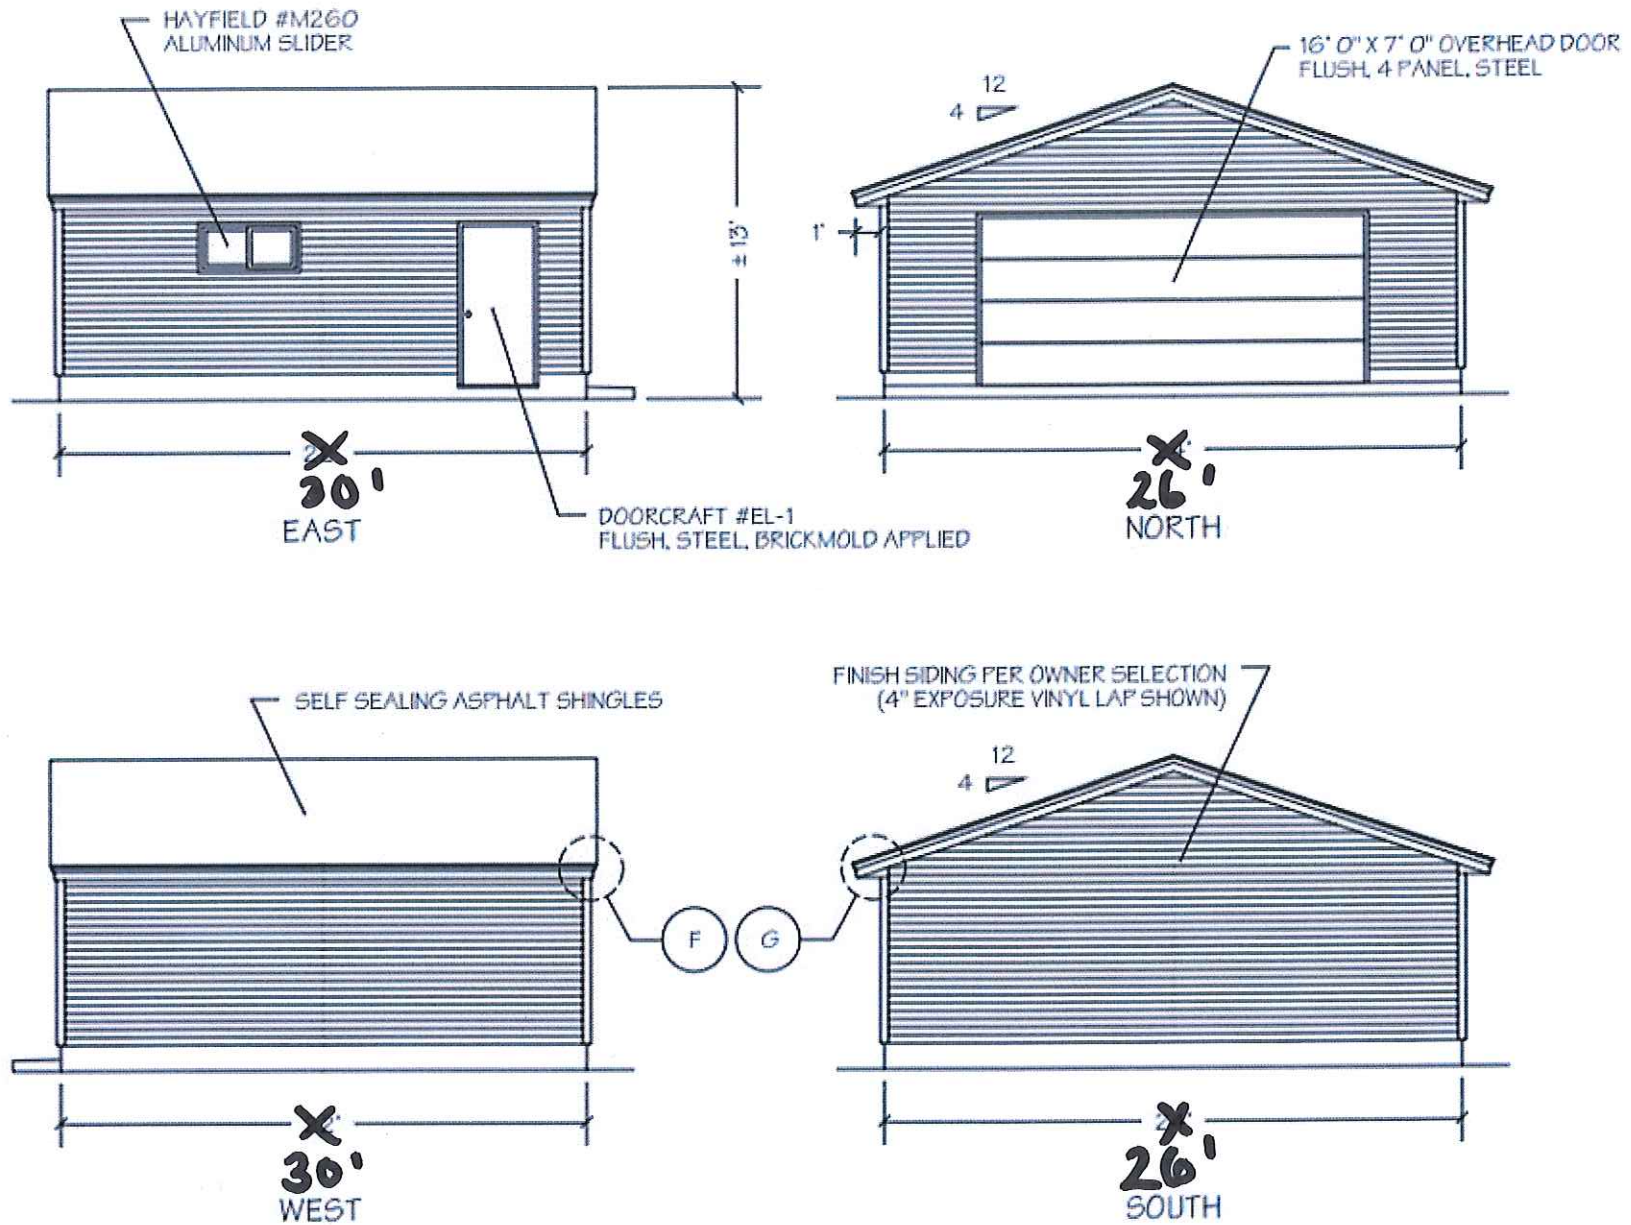 HAYFIELD #M260
ALUMINUM SLIDER
± 13'
30'
EAST
DOORCRAFT #EL-1
FLUSH, STEEL, BRICKMOLD APPLIED
16' 0" X 7' 0" OVERHEAD DOOR
FLUSH, 4 PANEL, STEEL
12
4
1'
26'
NORTH
SELF SEALING ASPHALT SHINGLES
F
30'
WEST
FINISH SIDING PER OWNER SELECTION
(4" EXPOSURE VINYL LAP SHOWN)
12
4
G
26'
SOUTH